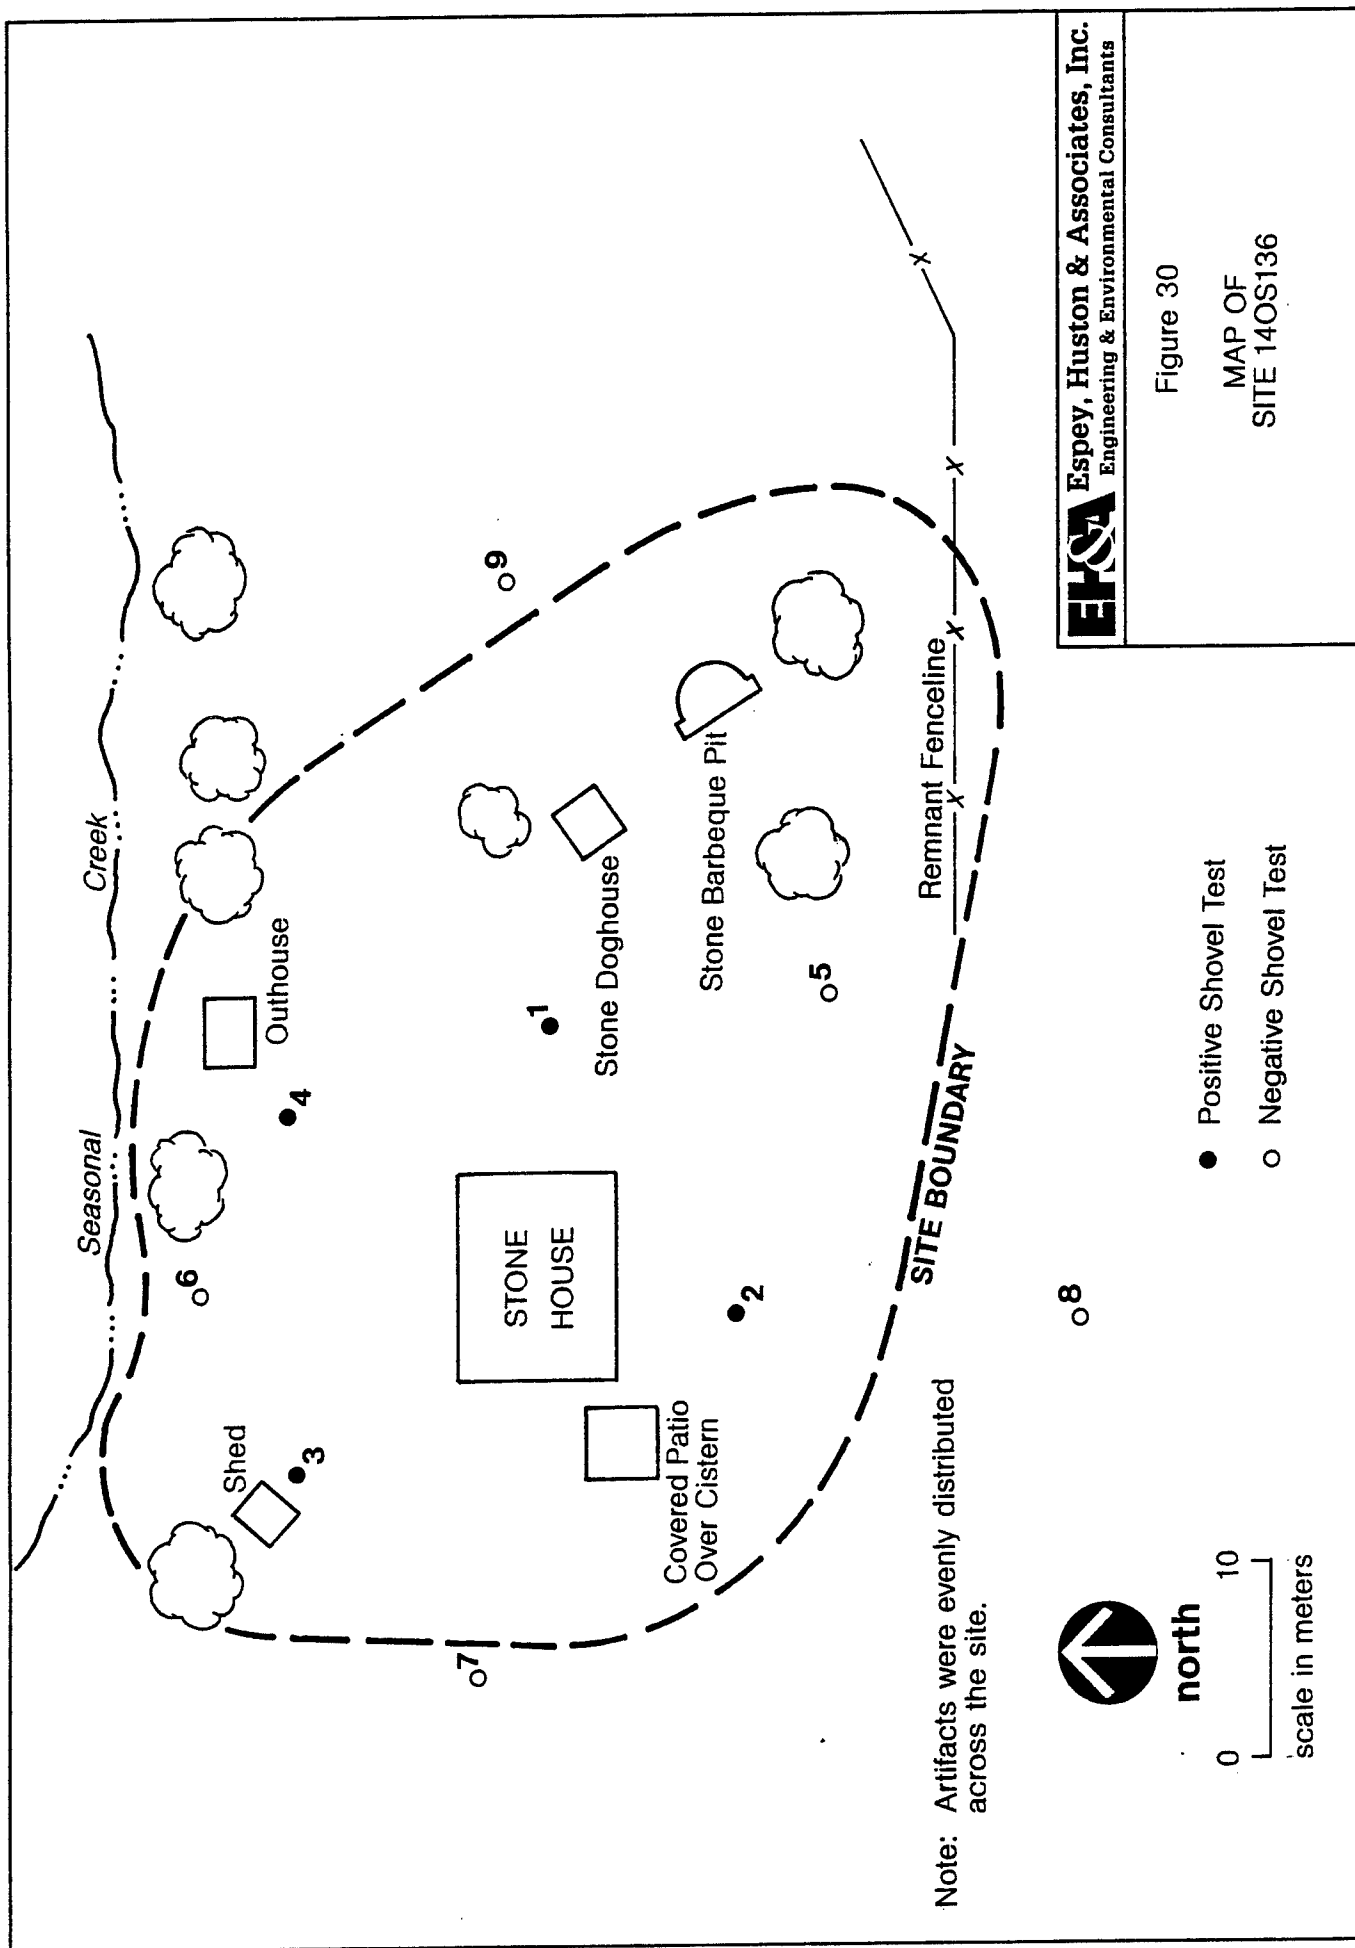 Seasonal Creek
Shed
3
6
4
Outhouse
7
9
1
STONE
HOUSE
Stone Doghouse
Covered Patio
Over Cistern
2
Stone Barbeque Pit
5
Remnant Fenceline
x x x x
SITE BOUNDARY
8
Note: Artifacts were evenly distributed
across the site.
north
0 10
scale in meters
● Positive Shovel Test
○ Negative Shovel Test
EH&A Espey, Huston & Associates, Inc.
Engineering & Environmental Consultants
Figure 30
MAP OF
SITE 14OS136